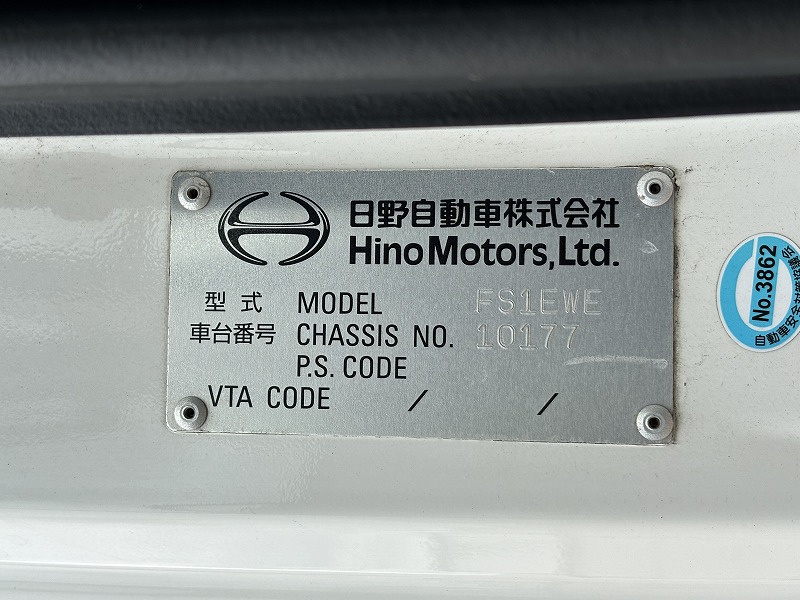 日野自動車株式会社
Hino Motors, Ltd.
型式 MODEL FS1EWE
車台番号 CHASSIS NO. 10177
P.S. CODE
VTA CODE / /
No.3862